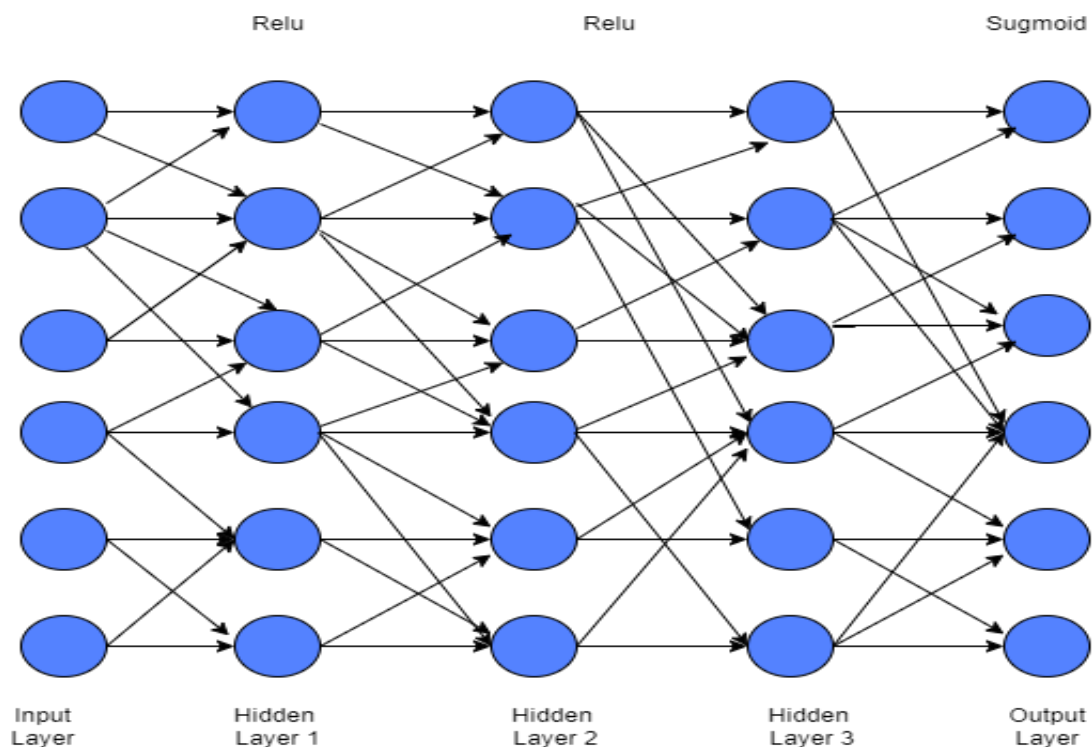 Relu Relu Sugmoid
Input Hidden Hidden Hidden Output
Layer Layer 1 Layer 2 Layer 3 Layer